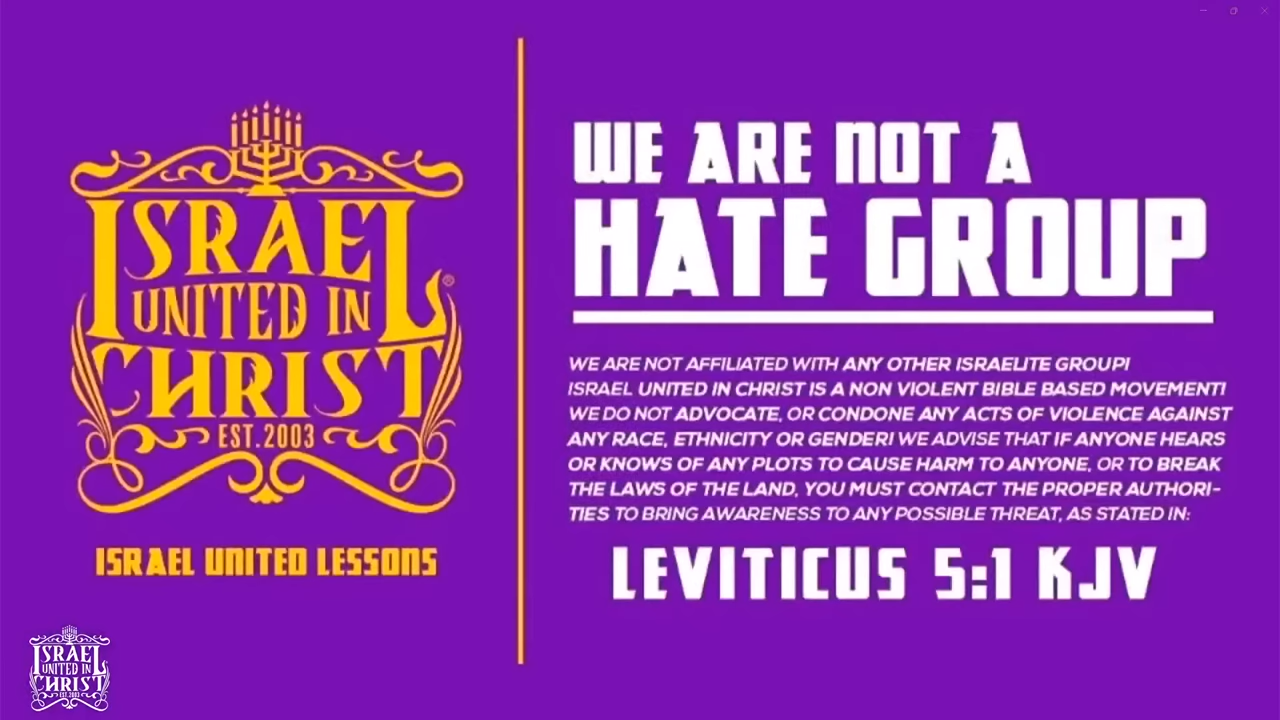 ISRAEL
UNITED IN
CHRIST
EST. 2003
®
ISRAEL UNITED LESSONS
WE ARE NOT A
HATE GROUP
WE ARE NOT AFFILIATED WITH ANY OTHER ISRAELITE GROUP!
ISRAEL UNITED IN CHRIST IS A NON VIOLENT BIBLE BASED MOVEMENT!
WE DO NOT ADVOCATE, OR CONDONE ANY ACTS OF VIOLENCE AGAINST
ANY RACE, ETHNICITY OR GENDER! WE ADVISE THAT IF ANYONE HEARS
OR KNOWS OF ANY PLOTS TO CAUSE HARM TO ANYONE, OR TO BREAK
THE LAWS OF THE LAND, YOU MUST CONTACT THE PROPER AUTHORI-
TIES TO BRING AWARENESS TO ANY POSSIBLE THREAT, AS STATED IN:
LEVITICUS 5:1 KJV
ISRAEL
UNITED IN
CHRIST
EST. 2003